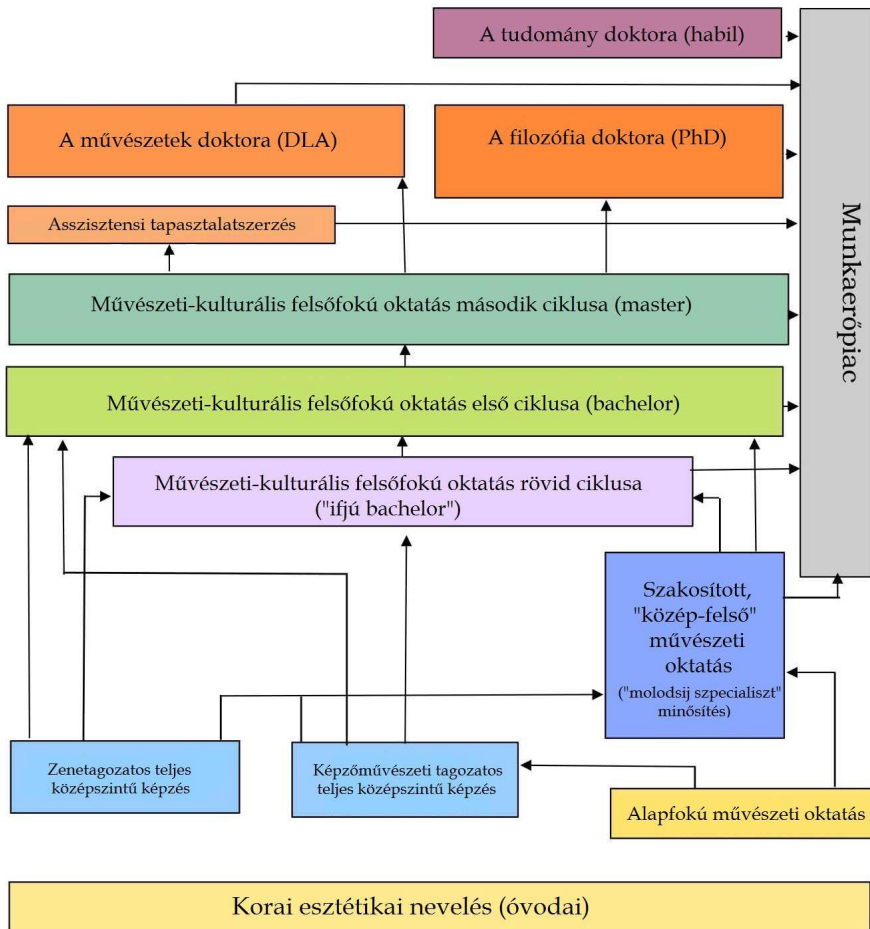 A tudomány doktora (habil)
A művészetek doktora (DLA)
A filozófia doktora (PhD)
Asszisztensi tapasztalatszerzés
Munkaerőpiac
Művészeti-kulturális felsőfokú oktatás második ciklusa (master)
Művészeti-kulturális felsőfokú oktatás első ciklusa (bachelor)
Művészeti-kulturális felsőfokú oktatás rövid ciklusa
("ifjú bachelor")
Szakosított,
"közép-felső"
művészeti
oktatás
("molodsij szpecialiszt"
minősítés)
Zenetagozatos teljes
középszintű képzés
Képzőművészeti tagozatos
teljes középszintű képzés
Alapfokú művészeti oktatás
Korai esztétikai nevelés (óvodai)